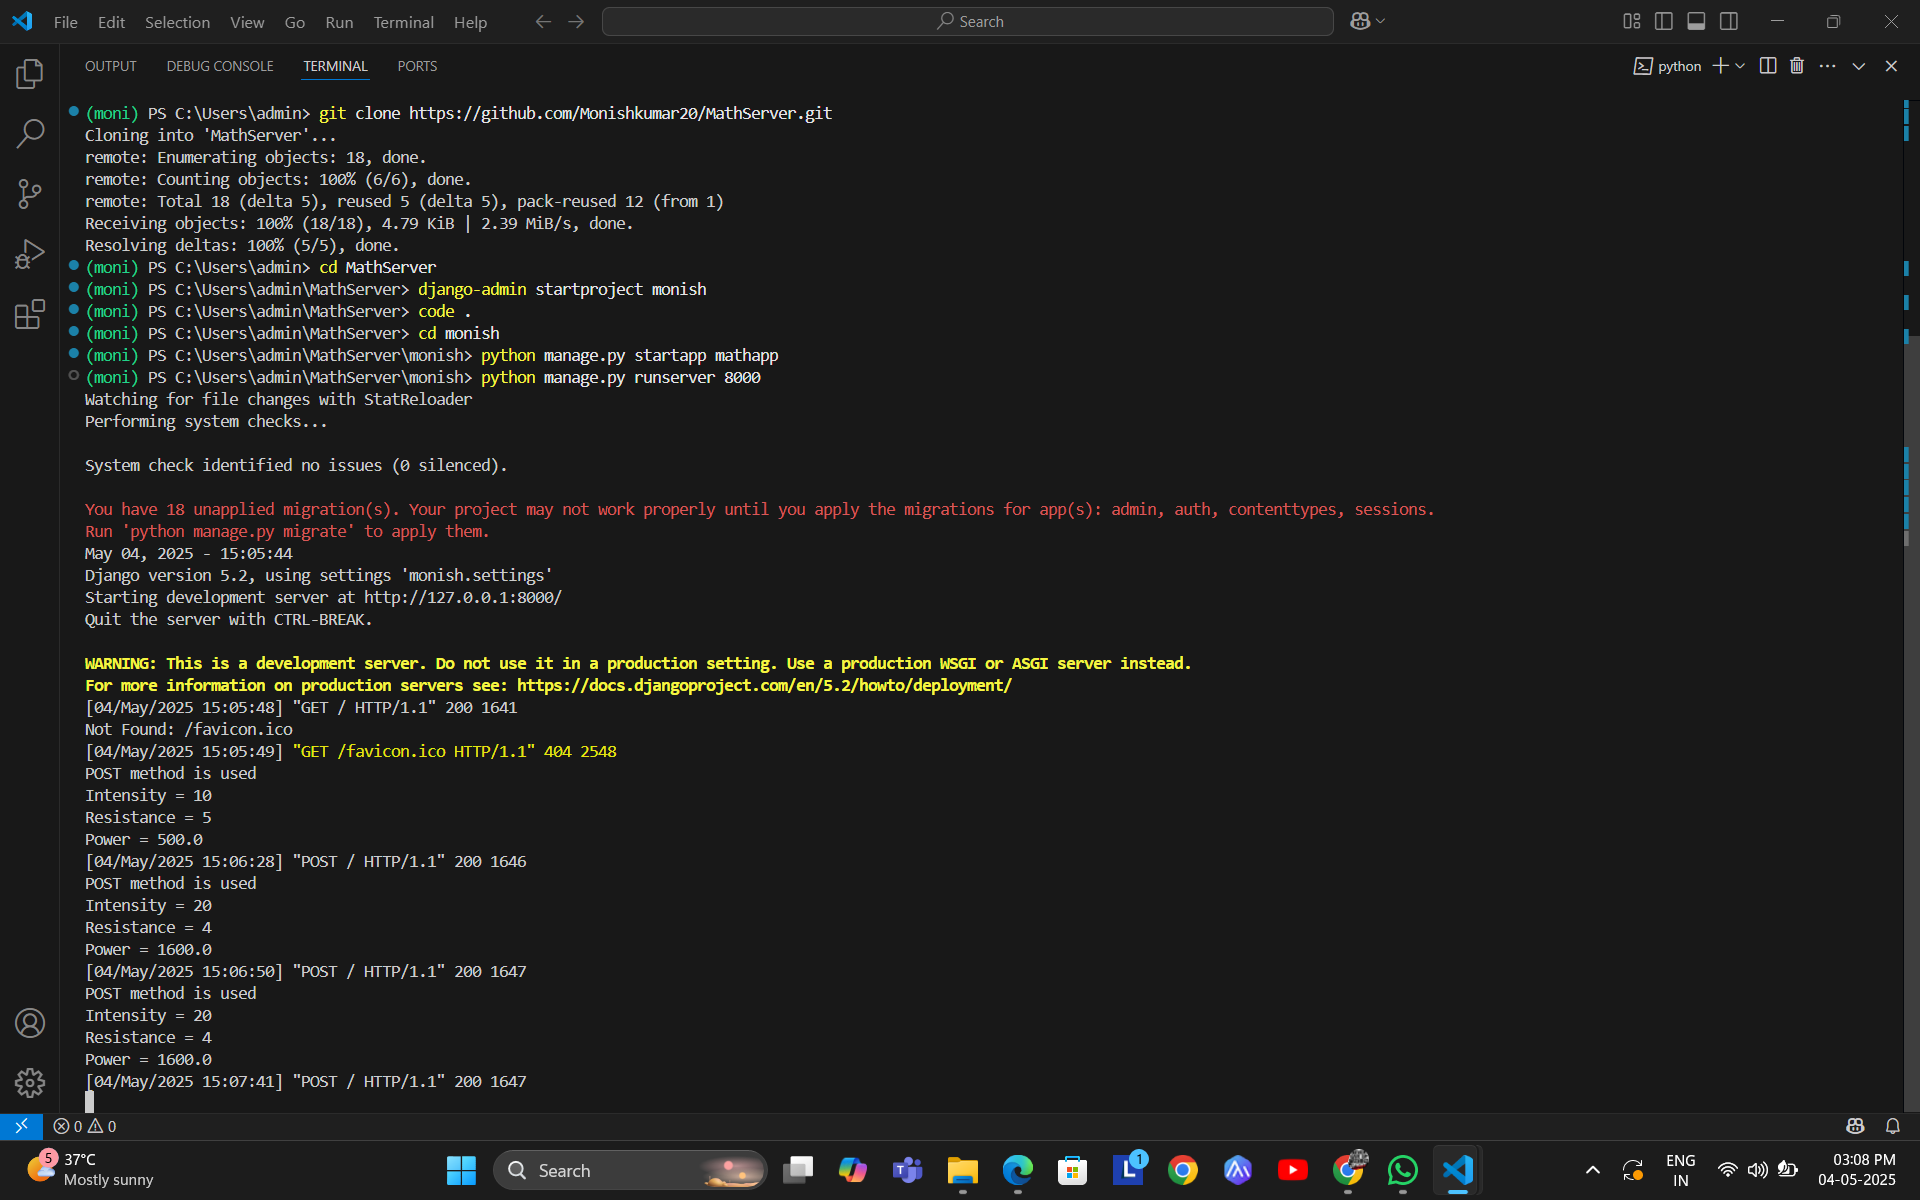 File Edit Selection View Go Run Terminal Help Search
OUTPUT DEBUG CONSOLE TERMINAL PORTS python
(moni) PS C:\Users\admin> git clone https://github.com/Monishkumar20/MathServer.git
Cloning into 'MathServer'...
remote: Enumerating objects: 18, done.
remote: Counting objects: 100% (6/6), done.
remote: Total 18 (delta 5), reused 5 (delta 5), pack-reused 12 (from 1)
Receiving objects: 100% (18/18), 4.79 KiB | 2.39 MiB/s, done.
Resolving deltas: 100% (5/5), done.
(moni) PS C:\Users\admin> cd MathServer
(moni) PS C:\Users\admin\MathServer> django-admin startproject monish
(moni) PS C:\Users\admin\MathServer> code .
(moni) PS C:\Users\admin\MathServer> cd monish
(moni) PS C:\Users\admin\MathServer\monish> python manage.py startapp mathapp
(moni) PS C:\Users\admin\MathServer\monish> python manage.py runserver 8000
Watching for file changes with StatReloader
Performing system checks...
System check identified no issues (0 silenced).
You have 18 unapplied migration(s). Your project may not work properly until you apply the migrations for app(s): admin, auth, contenttypes, sessions.
Run 'python manage.py migrate' to apply them.
May 04, 2025 - 15:05:44
Django version 5.2, using settings 'monish.settings'
Starting development server at http://127.0.0.1:8000/
Quit the server with CTRL-BREAK.
WARNING: This is a development server. Do not use it in a production setting. Use a production WSGI or ASGI server instead.
For more information on production servers see: https://docs.djangoproject.com/en/5.2/howto/deployment/
[04/May/2025 15:05:48] "GET / HTTP/1.1" 200 1641
Not Found: /favicon.ico
[04/May/2025 15:05:49] "GET /favicon.ico HTTP/1.1" 404 2548
POST method is used
Intensity = 10
Resistance = 5
Power = 500.0
[04/May/2025 15:06:28] "POST / HTTP/1.1" 200 1646
POST method is used
Intensity = 20
Resistance = 4
Power = 1600.0
[04/May/2025 15:06:50] "POST / HTTP/1.1" 200 1647
POST method is used
Intensity = 20
Resistance = 4
Power = 1600.0
[04/May/2025 15:07:41] "POST / HTTP/1.1" 200 1647
0 0
5 37°C
Mostly sunny
Search
L 1
ENG
IN
03:08 PM
04-05-2025